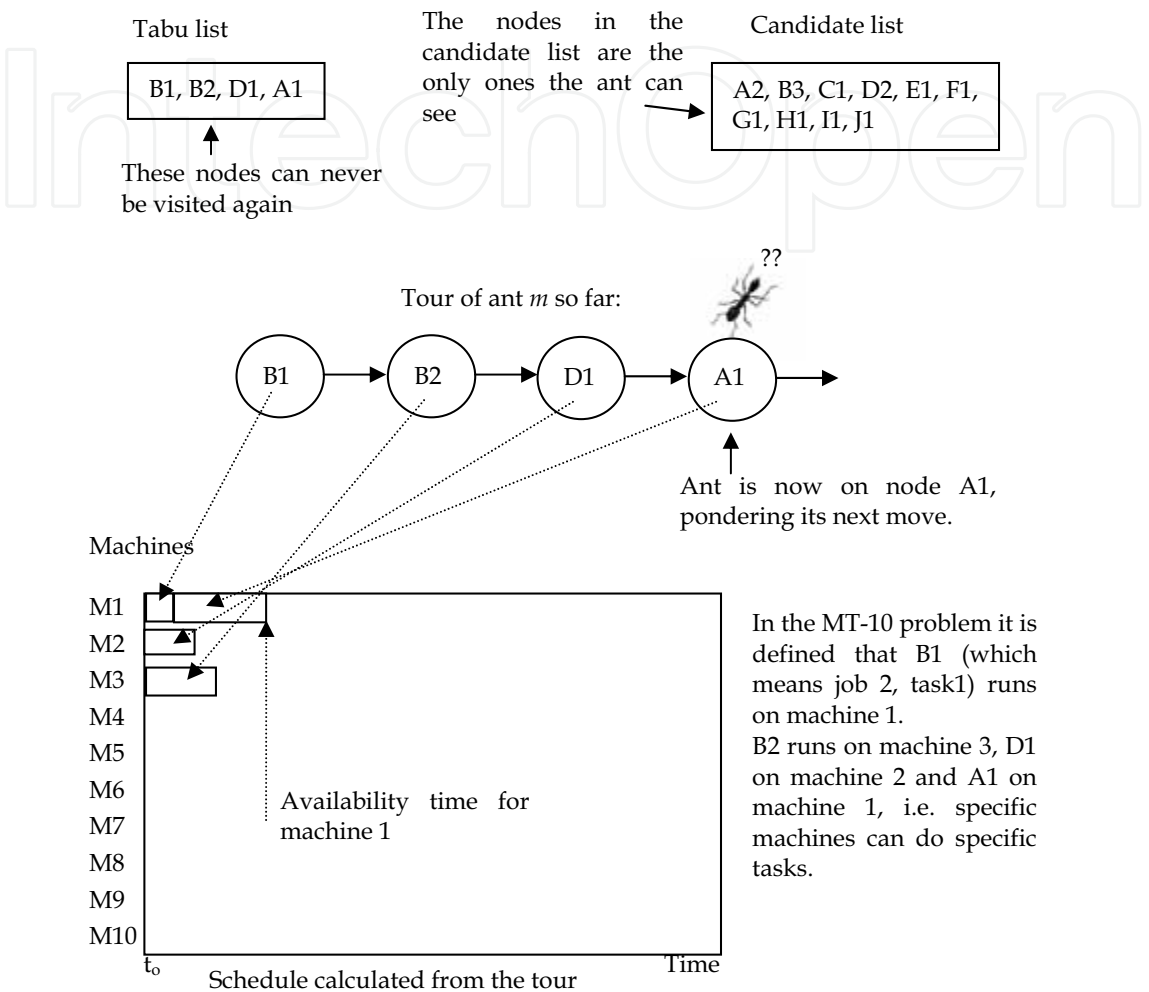 Tabu list
B1, B2, D1, A1
These nodes can never
be visited again
The nodes in the
candidate list are the
only ones the ant can
see
Candidate list
A2, B3, C1, D2, E1, F1,
G1, H1, I1, J1
IntechOpen
??
Tour of ant m so far:
B1
B2
D1
A1
Ant is now on node A1,
pondering its next move.
Machines
M1
M2
M3
M4
M5
M6
M7
M8
M9
M10
Availability time for
machine 1
to
Time
Schedule calculated from the tour
In the MT-10 problem it is
defined that B1 (which
means job 2, task1) runs
on machine 1.
B2 runs on machine 3, D1
on machine 2 and A1 on
machine 1, i.e. specific
machines can do specific
tasks.